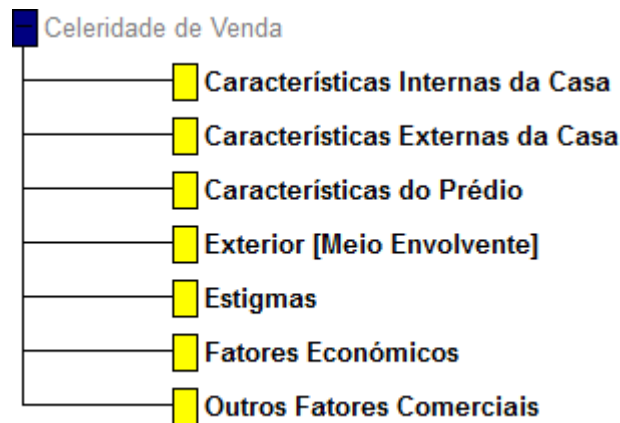 Celeridade de Venda
Características Internas da Casa
Características Externas da Casa
Características do Prédio
Exterior [Meio Envolvente]
Estigmas
Fatores Económicos
Outros Fatores Comerciais